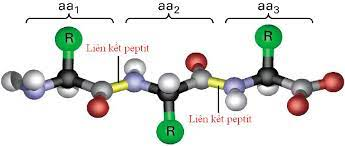 aa₁ aa₂ aa₃
R R
Liên kết peptit
Liên kết peptit
R